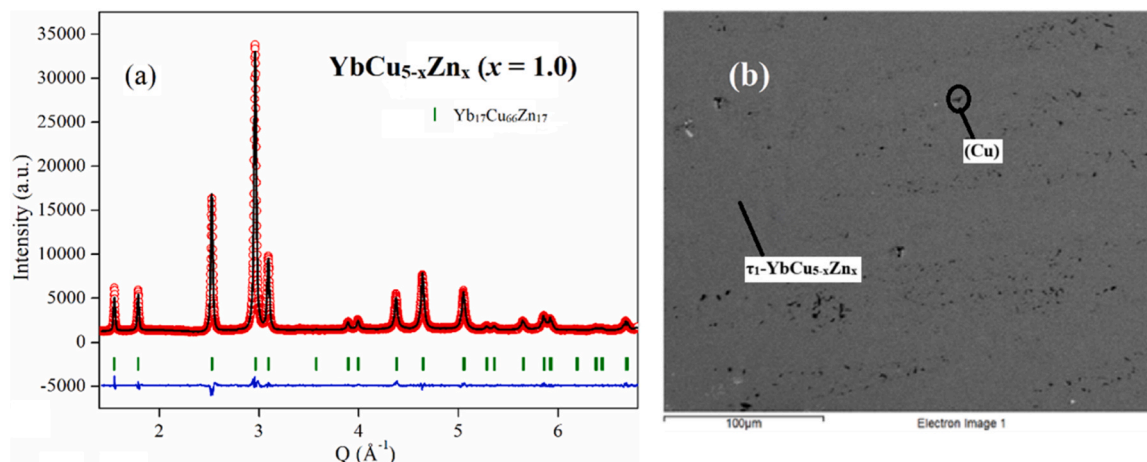 (a)
YbCu5-xZnx (x = 1.0)
Yb17Cu66Zn17
Intensity (a.u.)
35000
30000
25000
20000
15000
10000
5000
0
-5000
2
3
4
5
6
Q (Å-1)
(b)
(Cu)
τ1-YbCu5-xZnx
100µm
Electron Image 1